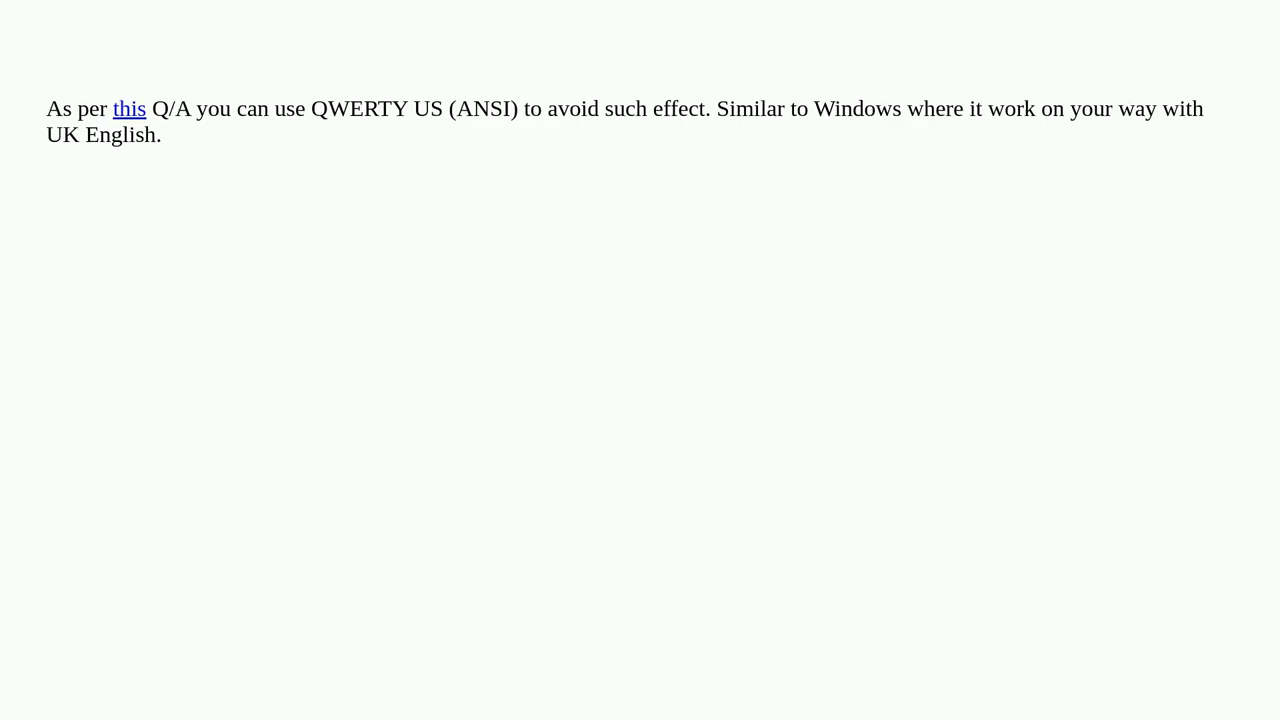 As per this Q/A you can use QWERTY US (ANSI) to avoid such effect. Similar to Windows where it work on your way with
UK English.